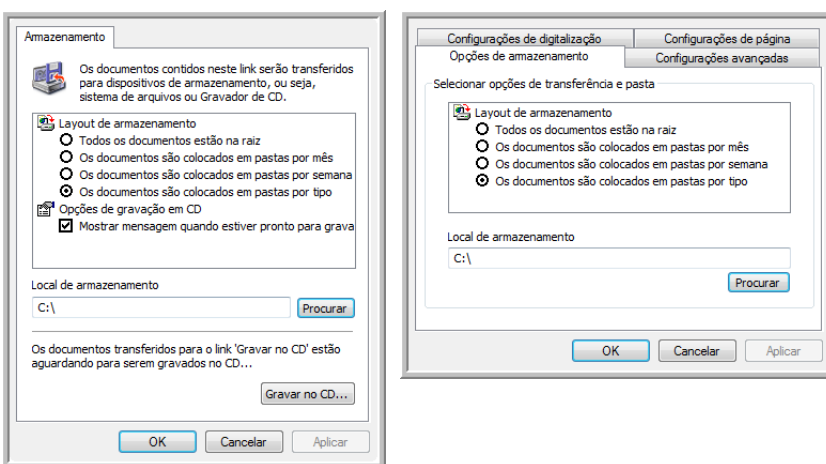 Armazenamento
Os documentos contidos neste link serão transferidos
para dispositivos de armazenamento, ou seja,
sistema de arquivos ou Gravador de CD.
Layout de armazenamento
Todos os documentos estão na raiz
Os documentos são colocados em pastas por mês
Os documentos são colocados em pastas por semana
Os documentos são colocados em pastas por tipo
Opções de gravação em CD
Mostrar mensagem quando estiver pronto para grava
Local de armazenamento
C:\
Procurar
Os documentos transferidos para o link 'Gravar no CD' estão
aguardando para serem gravados no CD...
Gravar no CD...
OK Cancelar Aplicar
Configurações de digitalização Configurações de página
Opções de armazenamento Configurações avançadas
Selecionar opções de transferência e pasta
Layout de armazenamento
Todos os documentos estão na raiz
Os documentos são colocados em pastas por mês
Os documentos são colocados em pastas por semana
Os documentos são colocados em pastas por tipo
Local de armazenamento
C:\
Procurar
OK Cancelar Aplicar